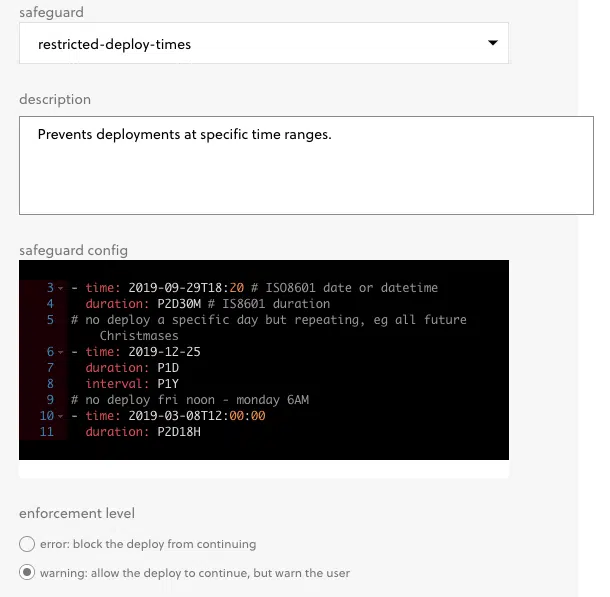 safeguard
restricted-deploy-times
description
Prevents deployments at specific time ranges.
safeguard config
3 - time: 2019-09-29T18:20 # ISO8601 date or datetime
4 duration: P2D30M # IS8601 duration
5 # no deploy a specific day but repeating, eg all future
Christmases
6 - time: 2019-12-25
7 duration: P1D
8 interval: P1Y
9 # no deploy fri noon - monday 6AM
10 - time: 2019-03-08T12:00:00
11 duration: P2D18H
enforcement level
error: block the deploy from continuing
warning: allow the deploy to continue, but warn the user